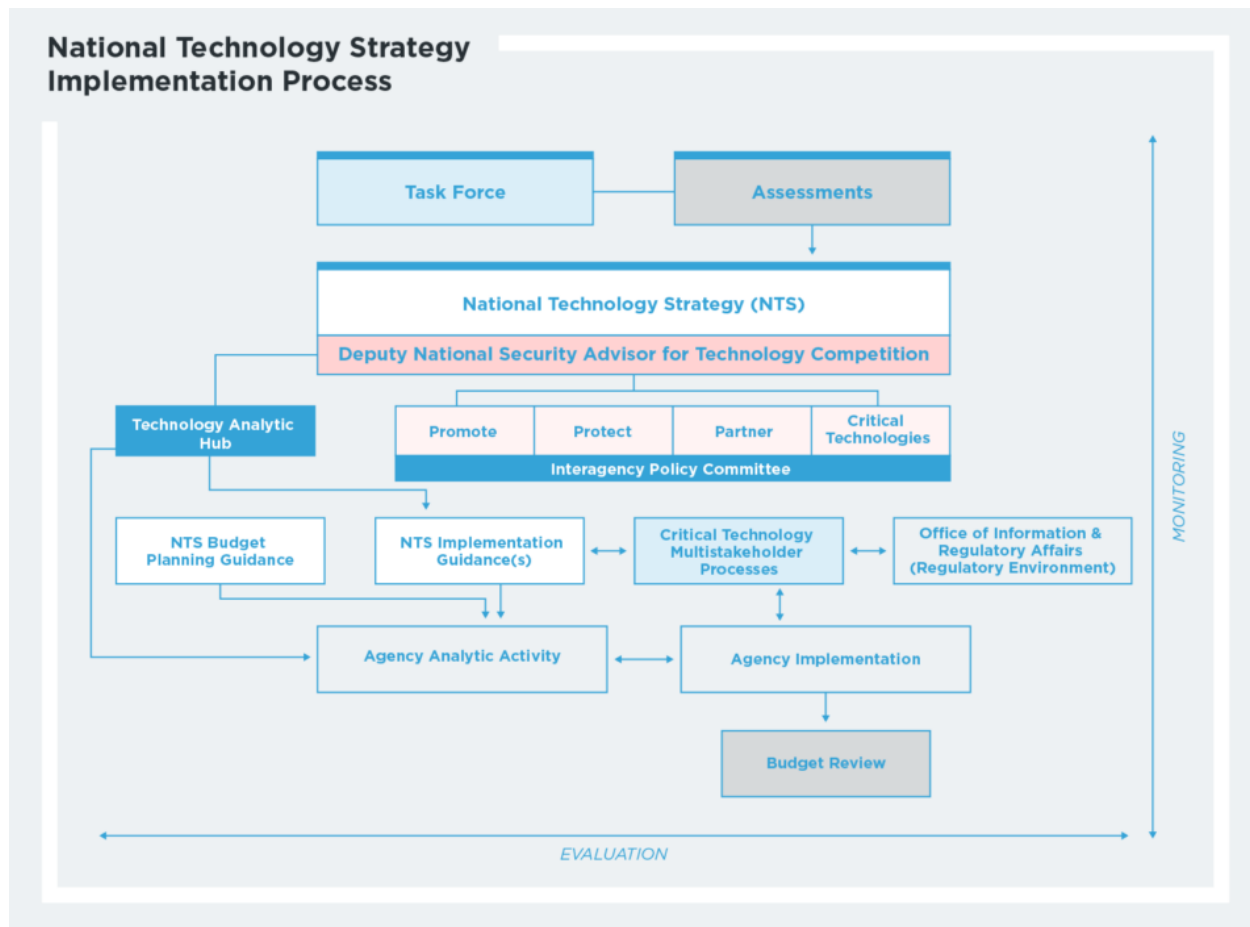 National Technology Strategy
Implementation Process
Task Force
Assessments
National Technology Strategy (NTS)
Deputy National Security Advisor for Technology Competition
Technology Analytic
Hub
Promote
Protect
Partner
Critical
Technologies
Interagency Policy Committee
NTS Budget
Planning Guidance
NTS Implementation
Guidance(s)
Critical Technology
Multistakeholder
Processes
Office of Information &
Regulatory Affairs
(Regulatory Environment)
Agency Analytic Activity
Agency Implementation
Budget Review
EVALUATION
MONITORING